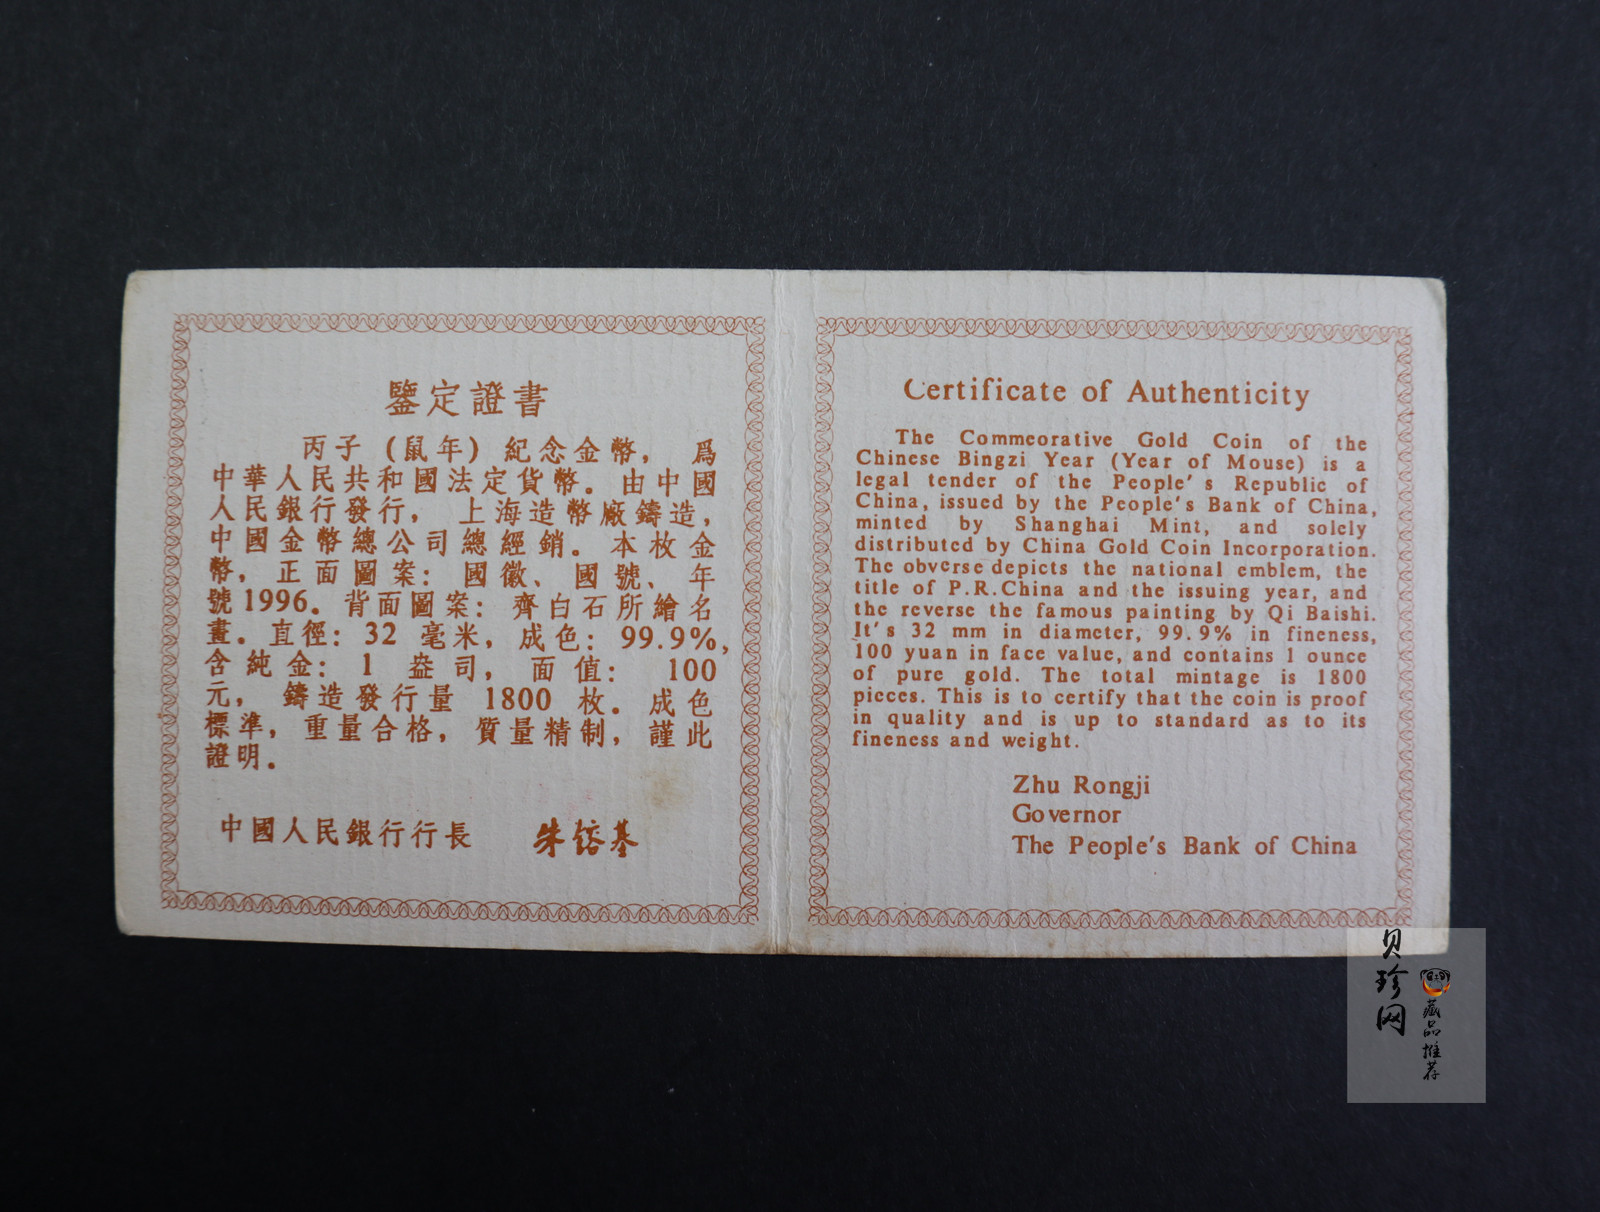 鑒定證書
丙子（鼠年）紀念金幣，爲
中華人民共和國法定貨幣。由中國
人民銀行發行，上海造幣廠鑄造，
中國金幣總公司總經銷。本枚金
幣，正面圖案：國徽、國號、年
號1996。背面圖案：齊白石所繪名
畫。直徑：32毫米，成色：99.9%，
含純金：1盎司，面值：100
元，鑄造發行量1800枚。成色
標準，重量合格，質量精制，謹此
證明。
中國人民銀行行長 朱鎔基
Certificate of Authenticity
The Commeorative Gold Coin of the
Chinese Bingzi Year (Year of Mouse) is a
legal tender of the People's Republic of
China, issued by the People's Bank of China,
minted by Shanghai Mint, and solely
distributed by China Gold Coin Incorporation.
The obverse depicts the national emblem, the
title of P.R.China and the issuing year, and
the reverse the famous painting by Qi Baishi.
It's 32 mm in diameter, 99.9% in fineness,
100 yuan in face value, and contains 1 ounce
of pure gold. The total mintage is 1800
pieces. This is to certify that the coin is proof
in quality and is up to standard as to its
fineness and weight.
Zhu Rongji
Governor
The People's Bank of China
贝珍网
藏品推荐